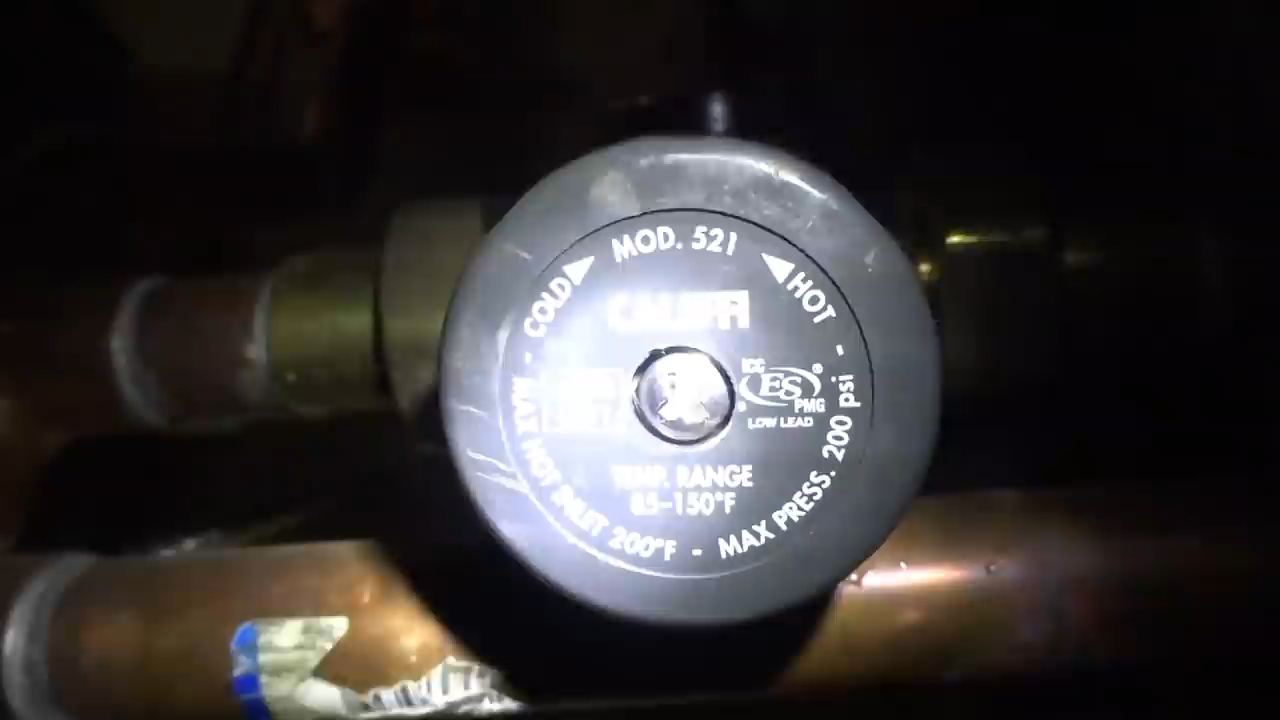 MOD. 521
◀HOT - MAX PRESS. 200 psi - MAX HOT INLET 200°F - COLD▶
CALEFFI
ICC
ES®
PMG
LOW LEAD
TEMP. RANGE
85-150°F